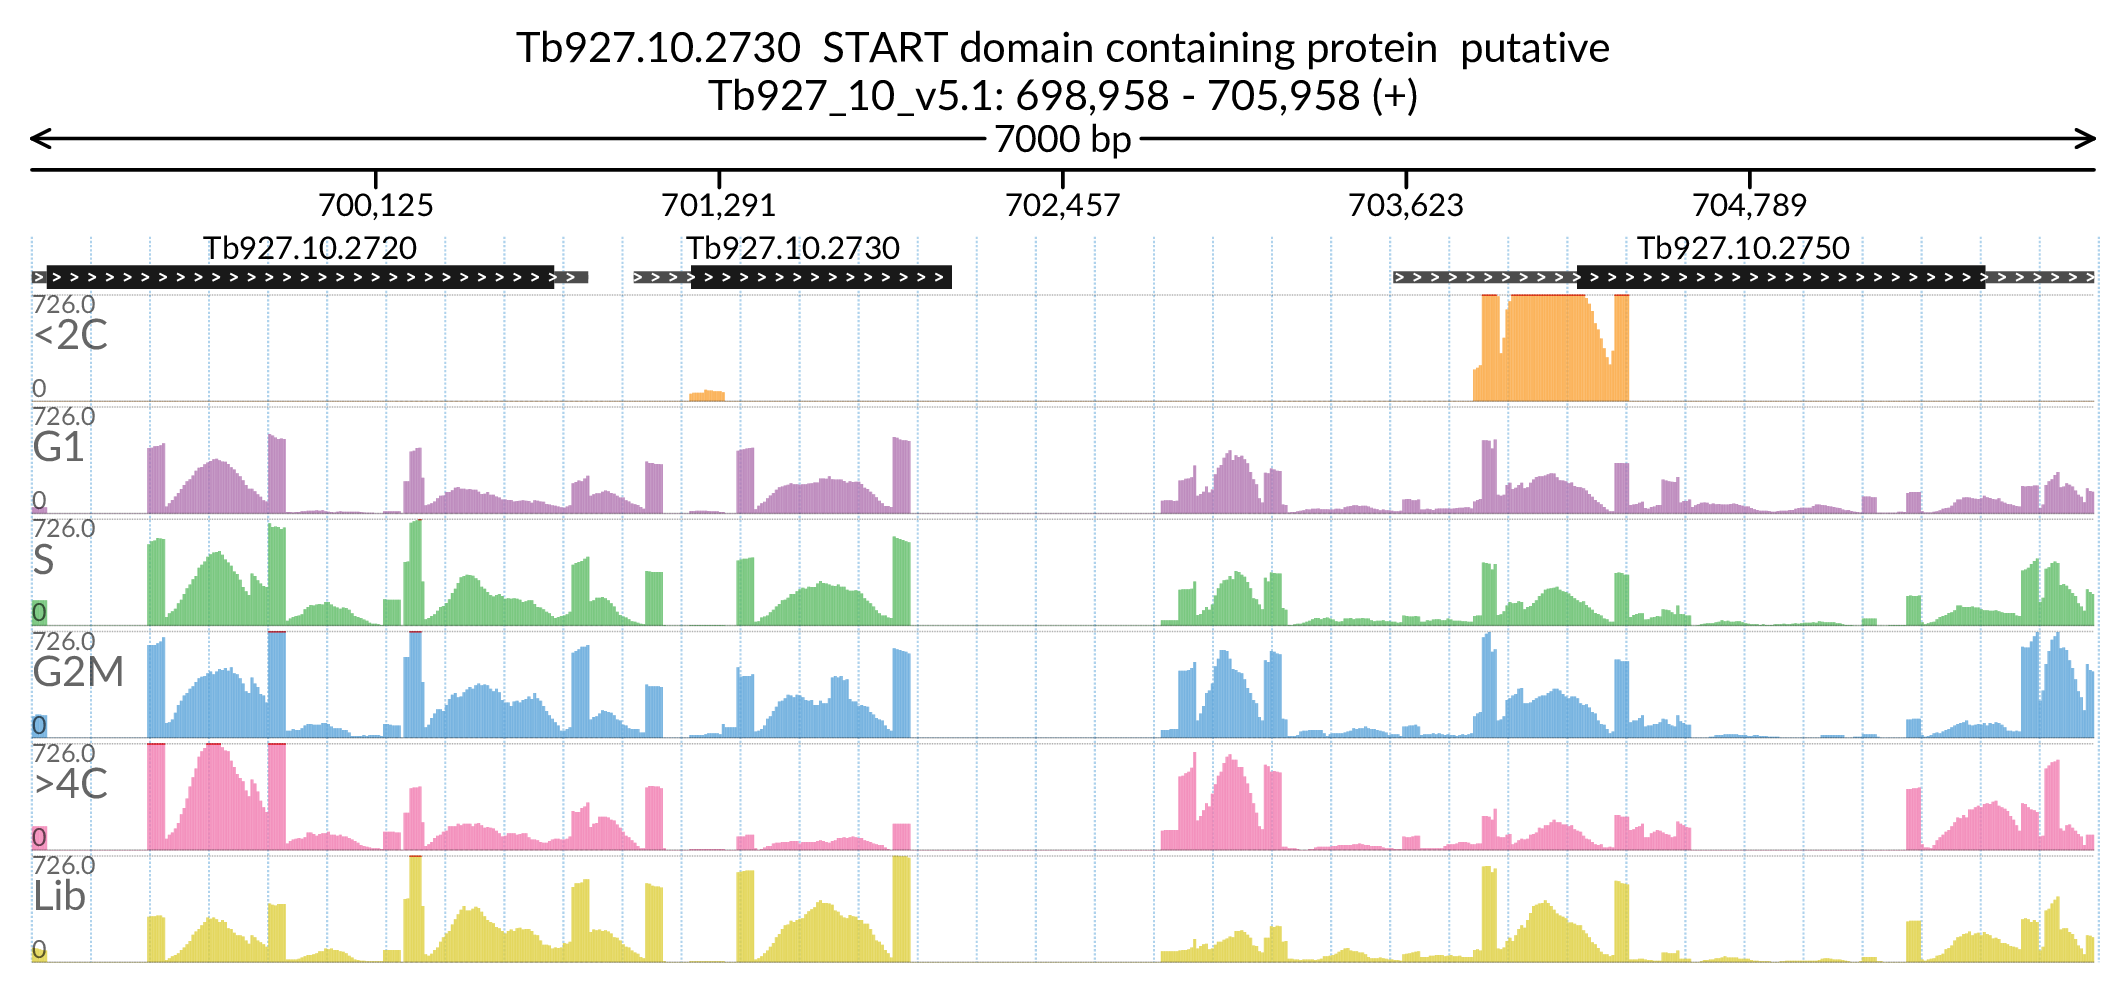 Tb927.10.2730  START domain containing protein  putative
Tb927_10_v5.1: 698,958 - 705,958 (+)
7000 bp
700,125 701,291 702,457 703,623 704,789
Tb927.10.2720 Tb927.10.2730 Tb927.10.2750
726.0
<2C
0
726.0
G1
0
726.0
S
0
726.0
G2M
0
726.0
>4C
0
726.0
Lib
0